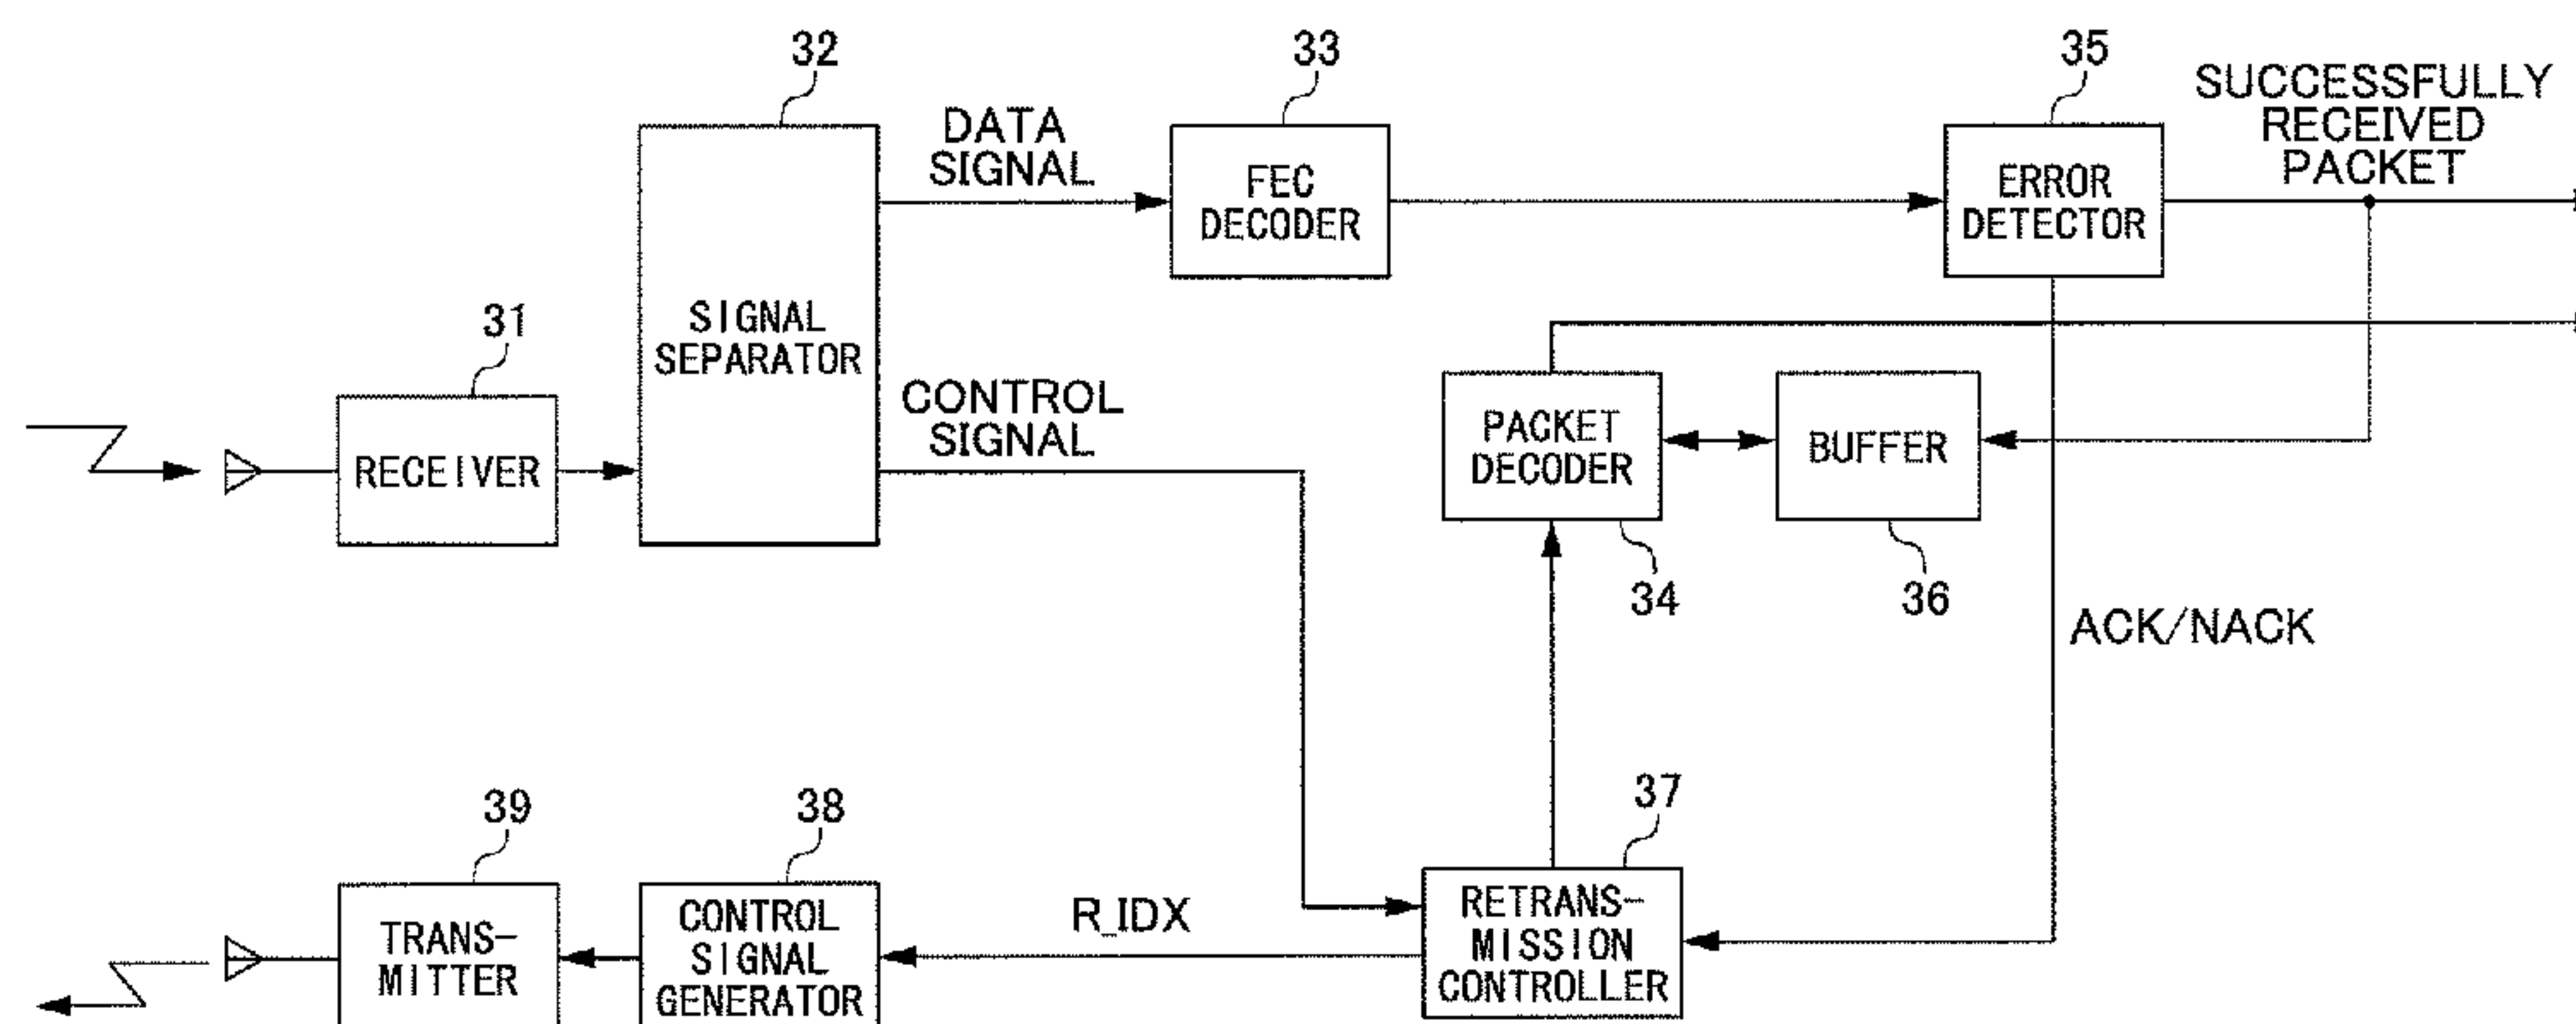 32
33
35
SUCCESSFULLY
RECEIVED
PACKET
DATA
SIGNAL
FEC
DECODER
ERROR
DETECTOR
31
SIGNAL
SEPARATOR
CONTROL
SIGNAL
RECEIVER
PACKET
DECODER
BUFFER
34
36
ACK/NACK
39
38
37
TRANS-
MITTER
CONTROL
SIGNAL
GENERATOR
R_IDX
RETRANS-
MISSION
CONTROLLER